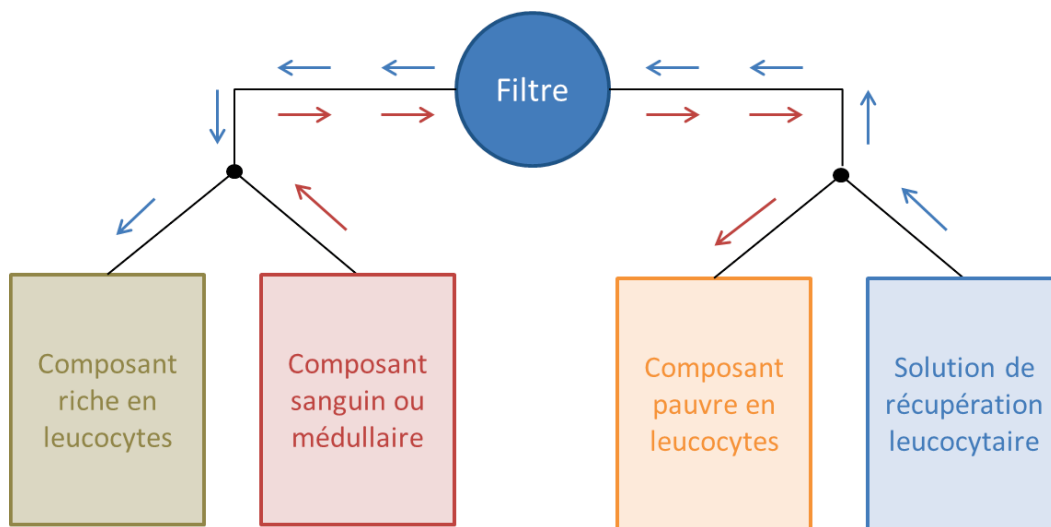 Filtre
Composant
riche en
leucocytes
Composant
sanguin ou
médullaire
Composant
pauvre en
leucocytes
Solution de
récupération
leucocytaire